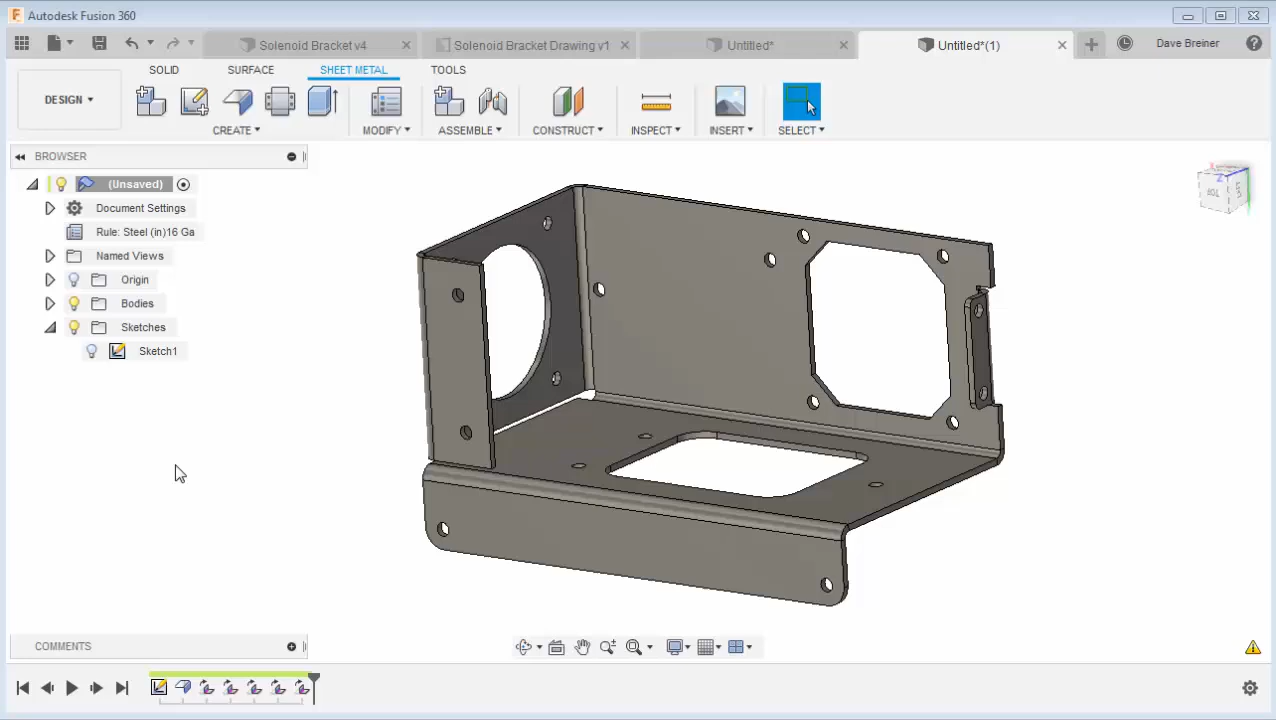 Autodesk Fusion 360
Solenoid Bracket v4
Solenoid Bracket Drawing v1
Untitled*
Untitled*(1)
Dave Breiner
SOLID
SURFACE
SHEET METAL
TOOLS
DESIGN
CREATE
MODIFY
ASSEMBLE
CONSTRUCT
INSPECT
INSERT
SELECT
BROWSER
(Unsaved)
Document Settings
Rule: Steel (in)16 Ga
Named Views
Origin
Bodies
Sketches
Sketch1
TOP
Z
COMMENTS